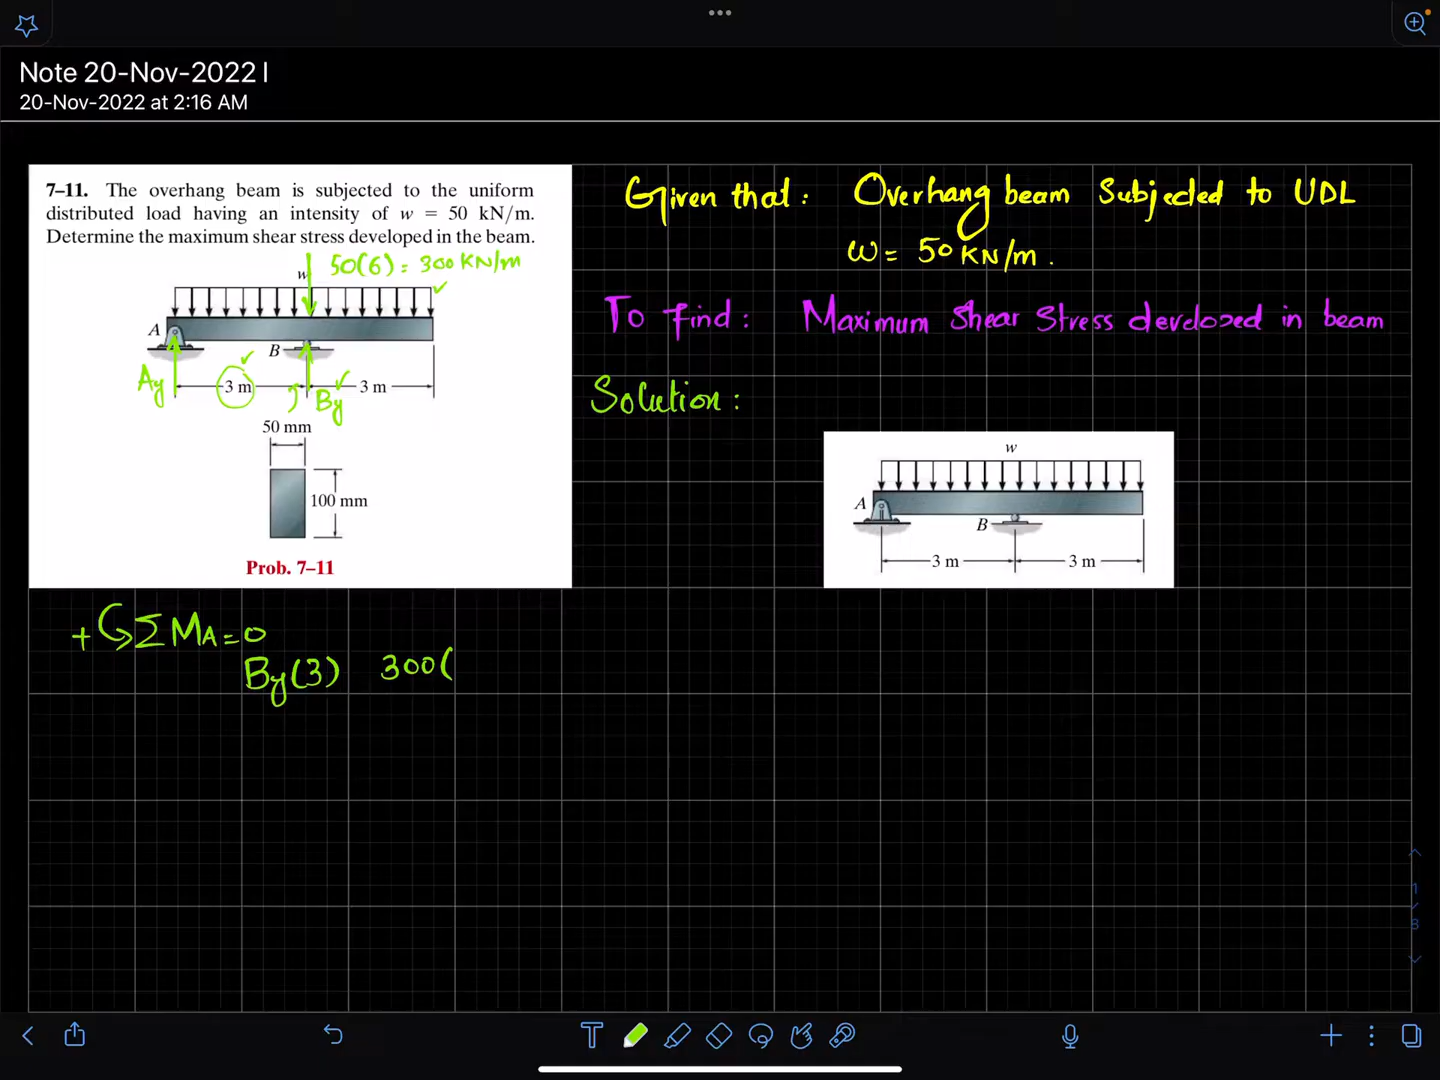 Note 20-Nov-2022 |
20-Nov-2022 at 2:16 AM
7–11. The overhang beam is subjected to the uniform
distributed load having an intensity of w = 50 kN/m.
Determine the maximum shear stress developed in the beam.
50(6) = 300 KN/m
w
A
B
Ay
3 m
By
3 m
50 mm
100 mm
Prob. 7–11
Given that: Overhang beam Subjected to UDL
w = 50 KN/m.
To find: Maximum Shear Stress developed in beam
Solution:
w
A
B
3 m
3 m
+ ΣMA=0
By(3) 300(
1
8